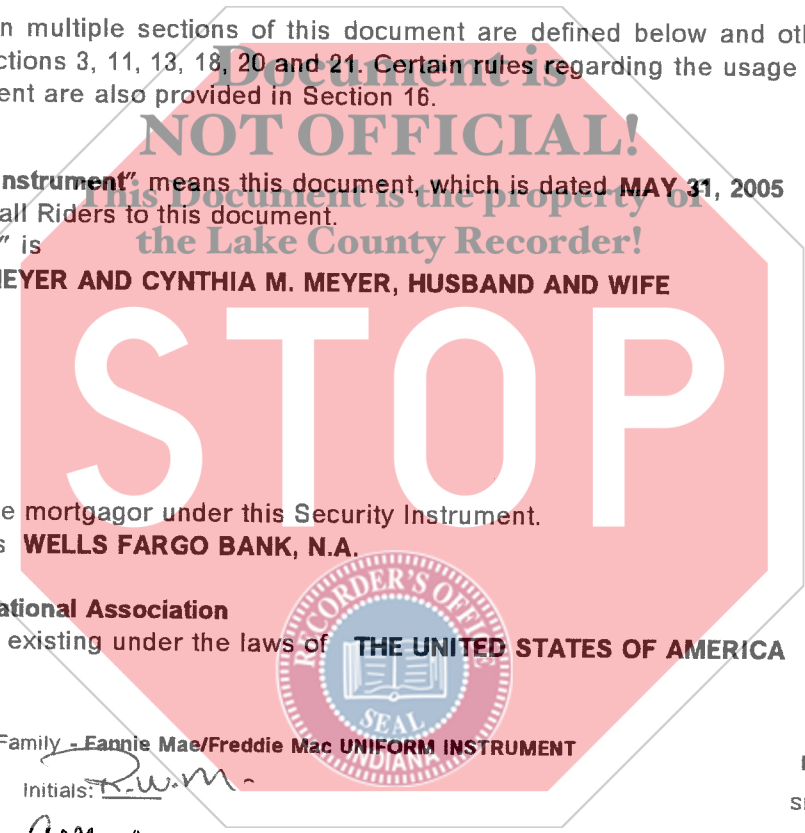 n multiple sections of this document are defined below and oth
ctions 3, 11, 13, 18, 20 and 21. Certain rules regarding the usage
Document is
ent are also provided in Section 16.
NOT OFFICIAL!
nstrument" means this document, which is dated MAY 31, 2005
This Document is the property of
all Riders to this document.
" is
the Lake County Recorder!
MEYER AND CYNTHIA M. MEYER, HUSBAND AND WIFE
STOP
e mortgagor under this Security Instrument.
s WELLS FARGO BANK, N.A.
ational Association
existing under the laws of THE UNITED STATES OF AMERICA
RECORDER'S OFFICE
SEAL
INDIANA
Family - Fannie Mae/Freddie Mac UNIFORM INSTRUMENT
Initials: R.W.M.